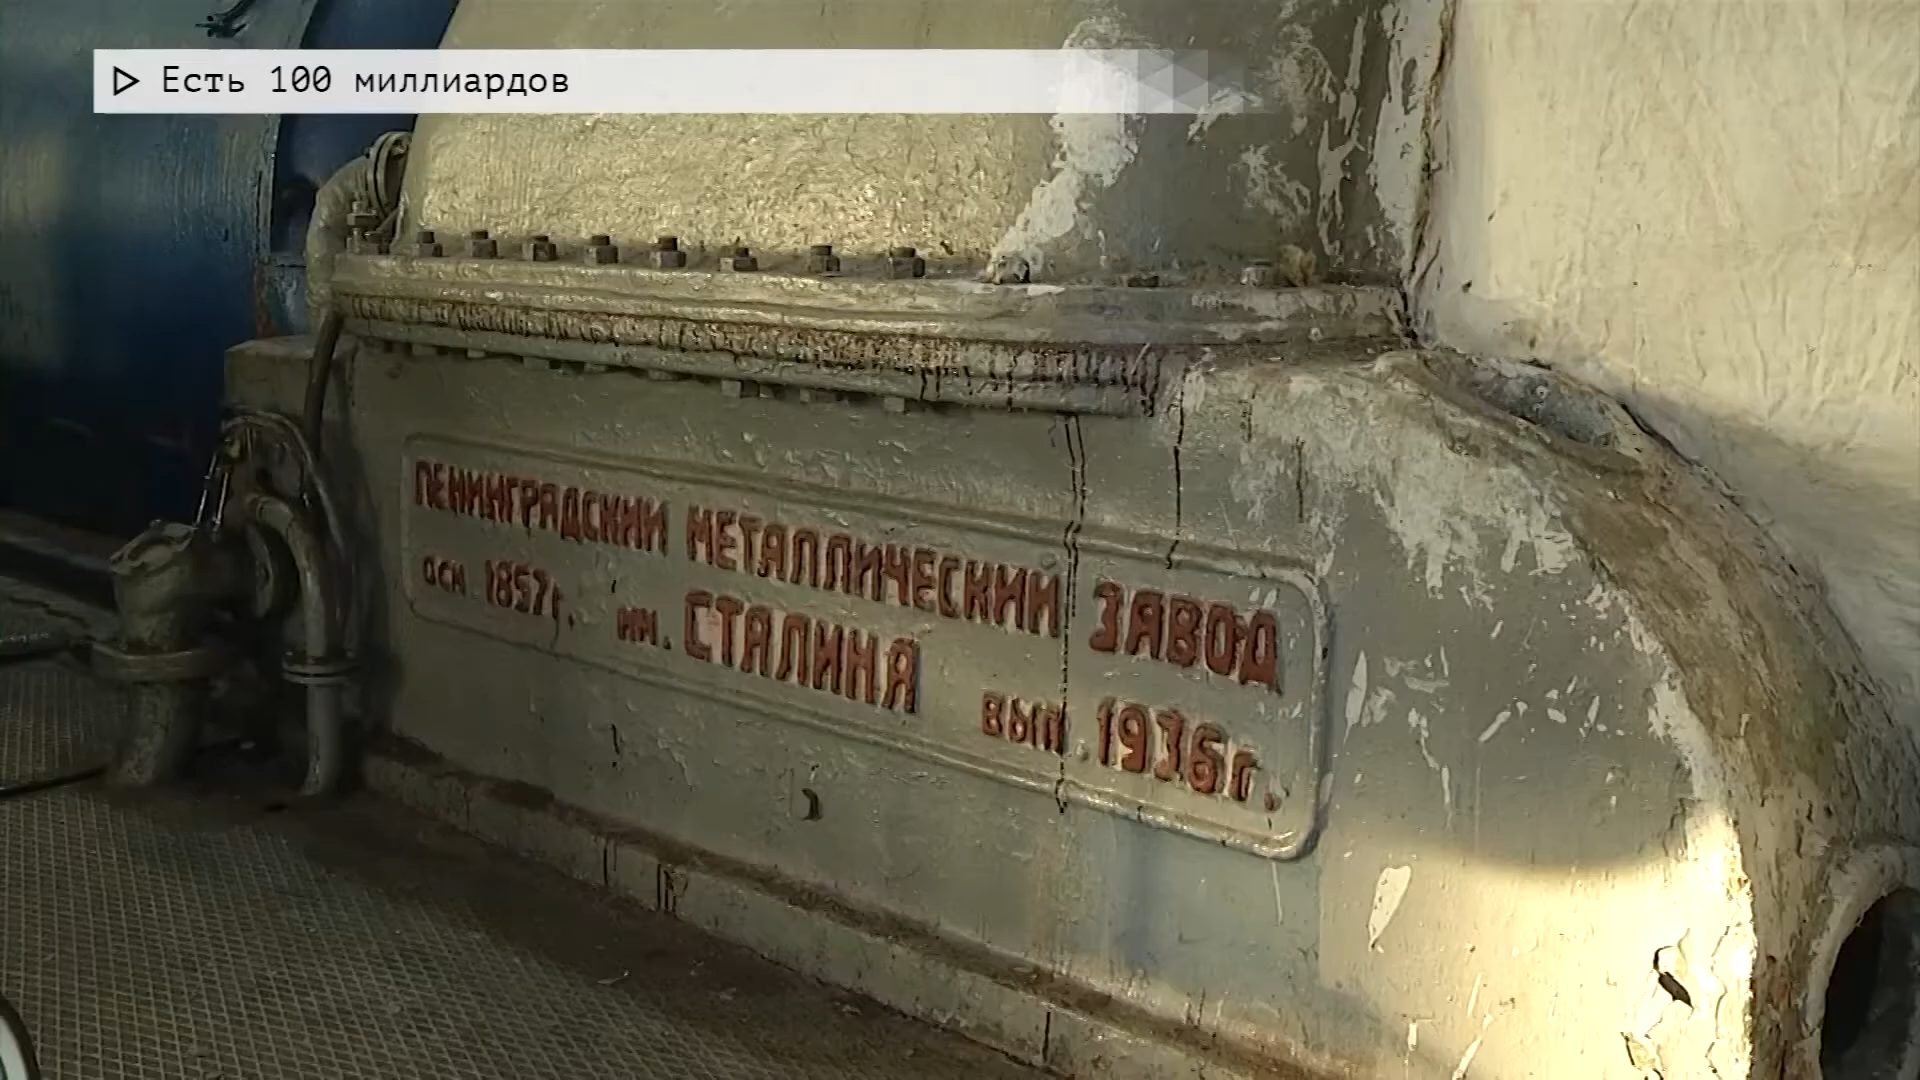 Есть 100 миллиардов
ЛЕНИНГРАДСКИЙ МЕТАЛЛИЧЕСКИЙ ЗАВОД
осн 1857г. им. СТАЛИНА вып. 1936г.